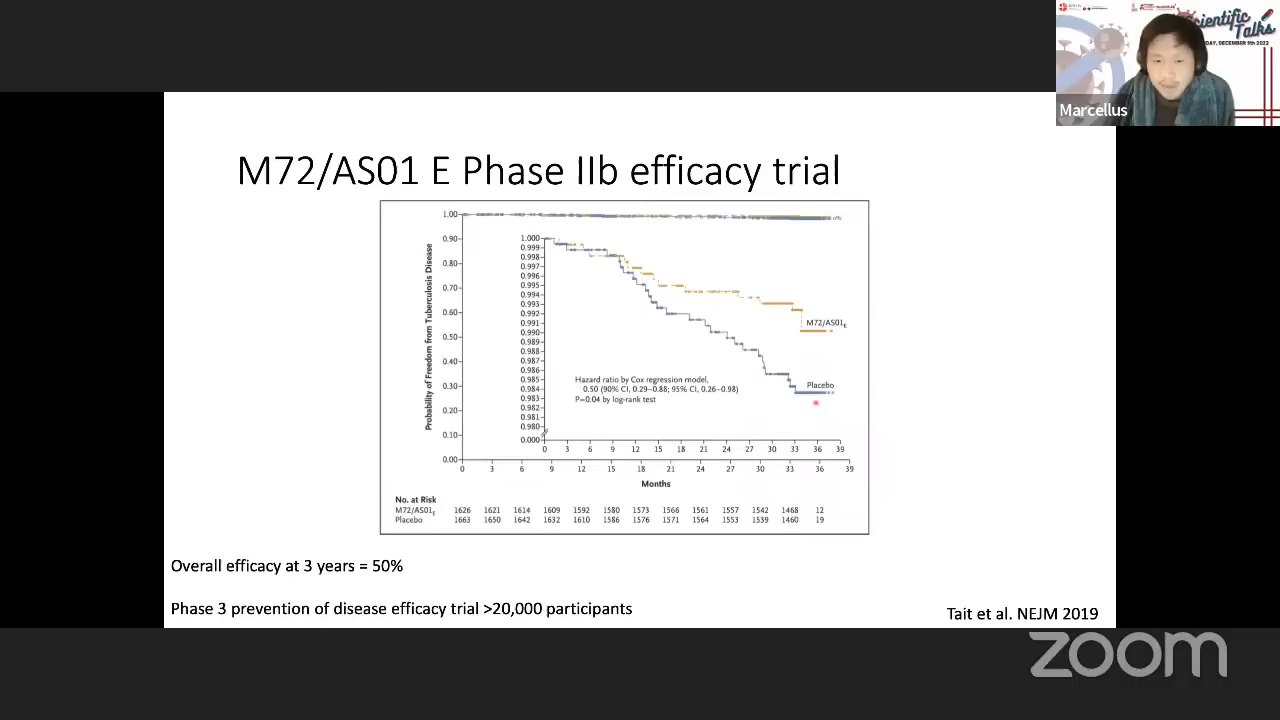 Scientific
Talks
DAY, DECEMBER 5th 2022
Marcellus
M72/AS01 E Phase IIb efficacy trial
Probability of Freedom from Tuberculosis Disease
1.00
0.90
0.80
0.70
0.60
0.50
0.40
0.30
0.20
0.10
0.00
1.000
0.999
0.998
0.997
0.996
0.995
0.994
0.993
0.992
0.991
0.990
0.989
0.988
0.987
0.986
0.985
0.984
0.983
0.982
0.981
0.980
0.000
M72/AS01E
Placebo
Hazard ratio by Cox regression model,
0.50 (90% CI, 0.29–0.88; 95% CI, 0.26–0.98)
P=0.04 by log-rank test
0 3 6 9 12 15 18 21 24 27 30 33 36 39
0 3 6 9 12 15 18 21 24 27 30 33 36 39
Months
No. at Risk
M72/AS01E 1626 1621 1614 1609 1592 1580 1573 1566 1561 1557 1542 1468 12
Placebo 1663 1650 1642 1632 1610 1586 1576 1571 1564 1553 1539 1460 19
Overall efficacy at 3 years = 50%
Phase 3 prevention of disease efficacy trial >20,000 participants
Tait et al. NEJM 2019
zoom